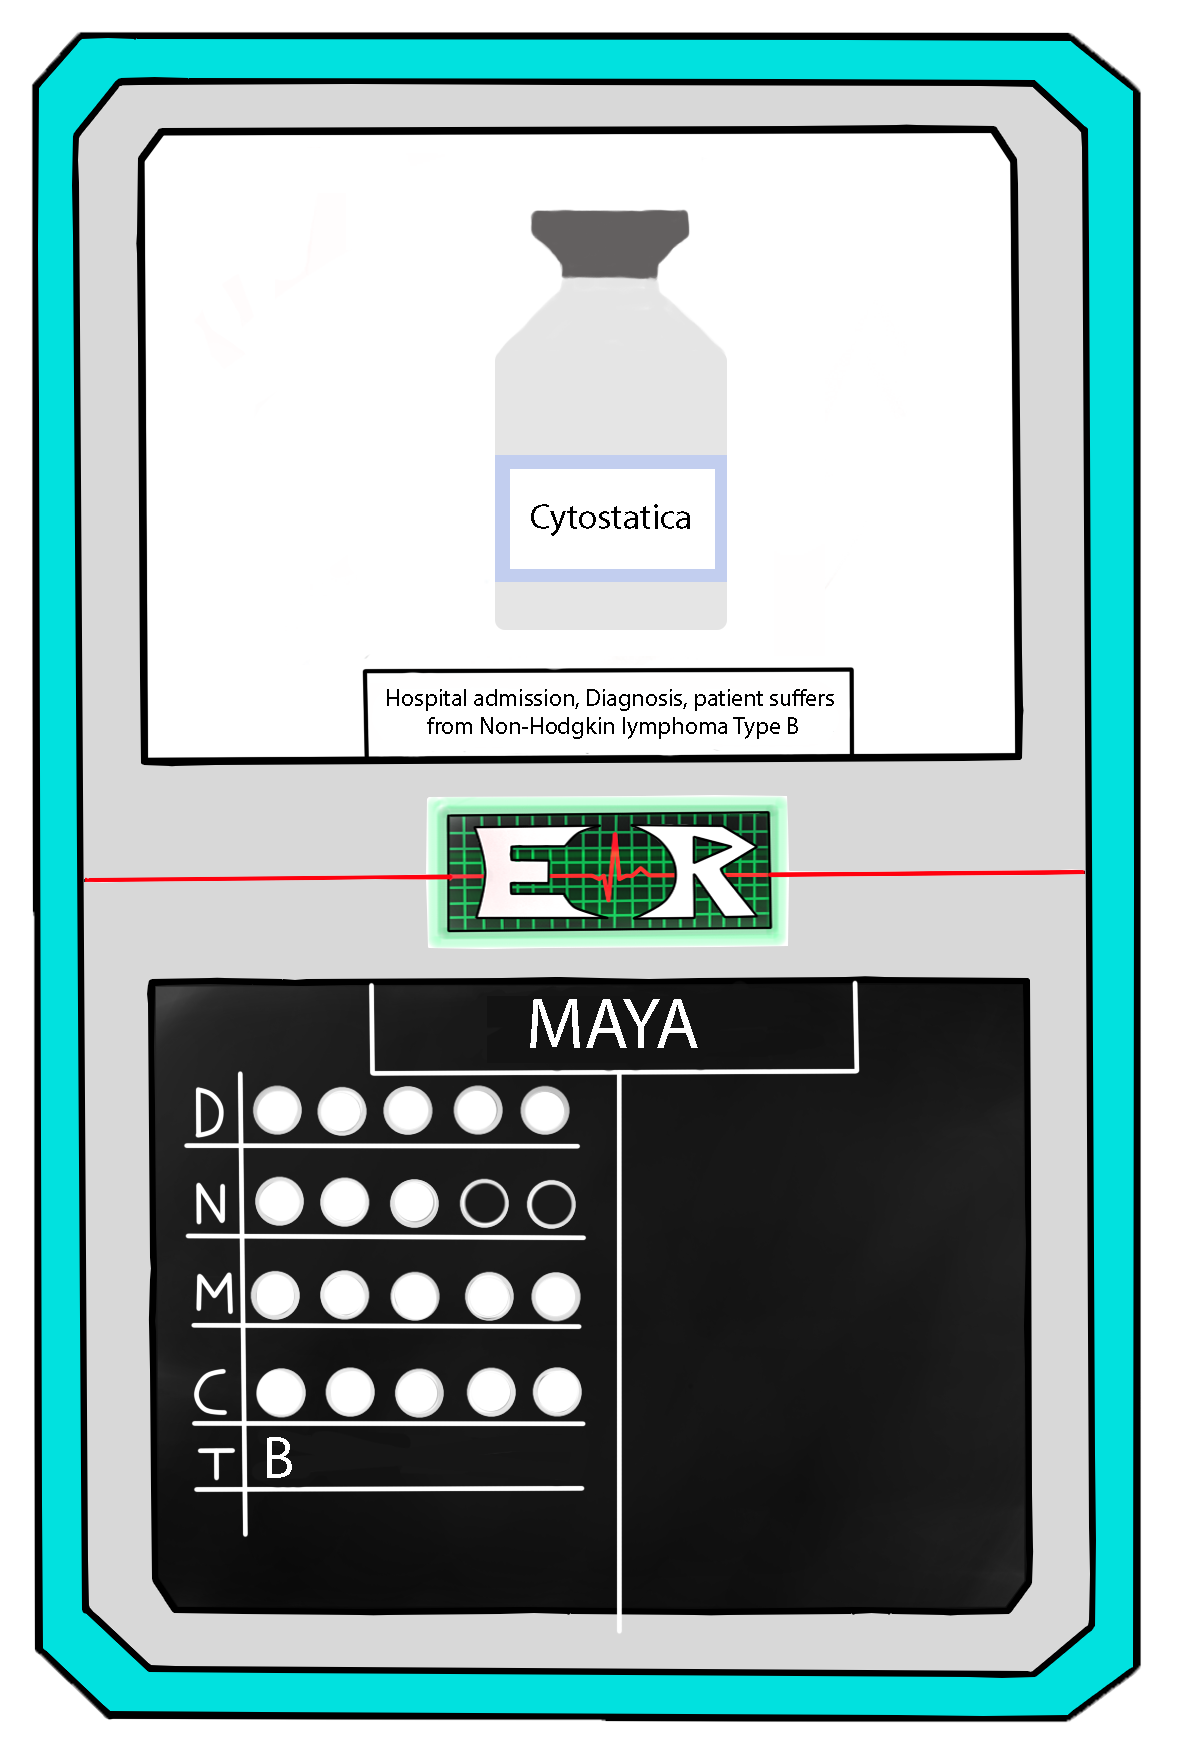 Cytostatica
Hospital admission, Diagnosis, patient suffers
from Non-Hodgkin lymphoma Type B
ER
MAYA
D
N
M
C
T B